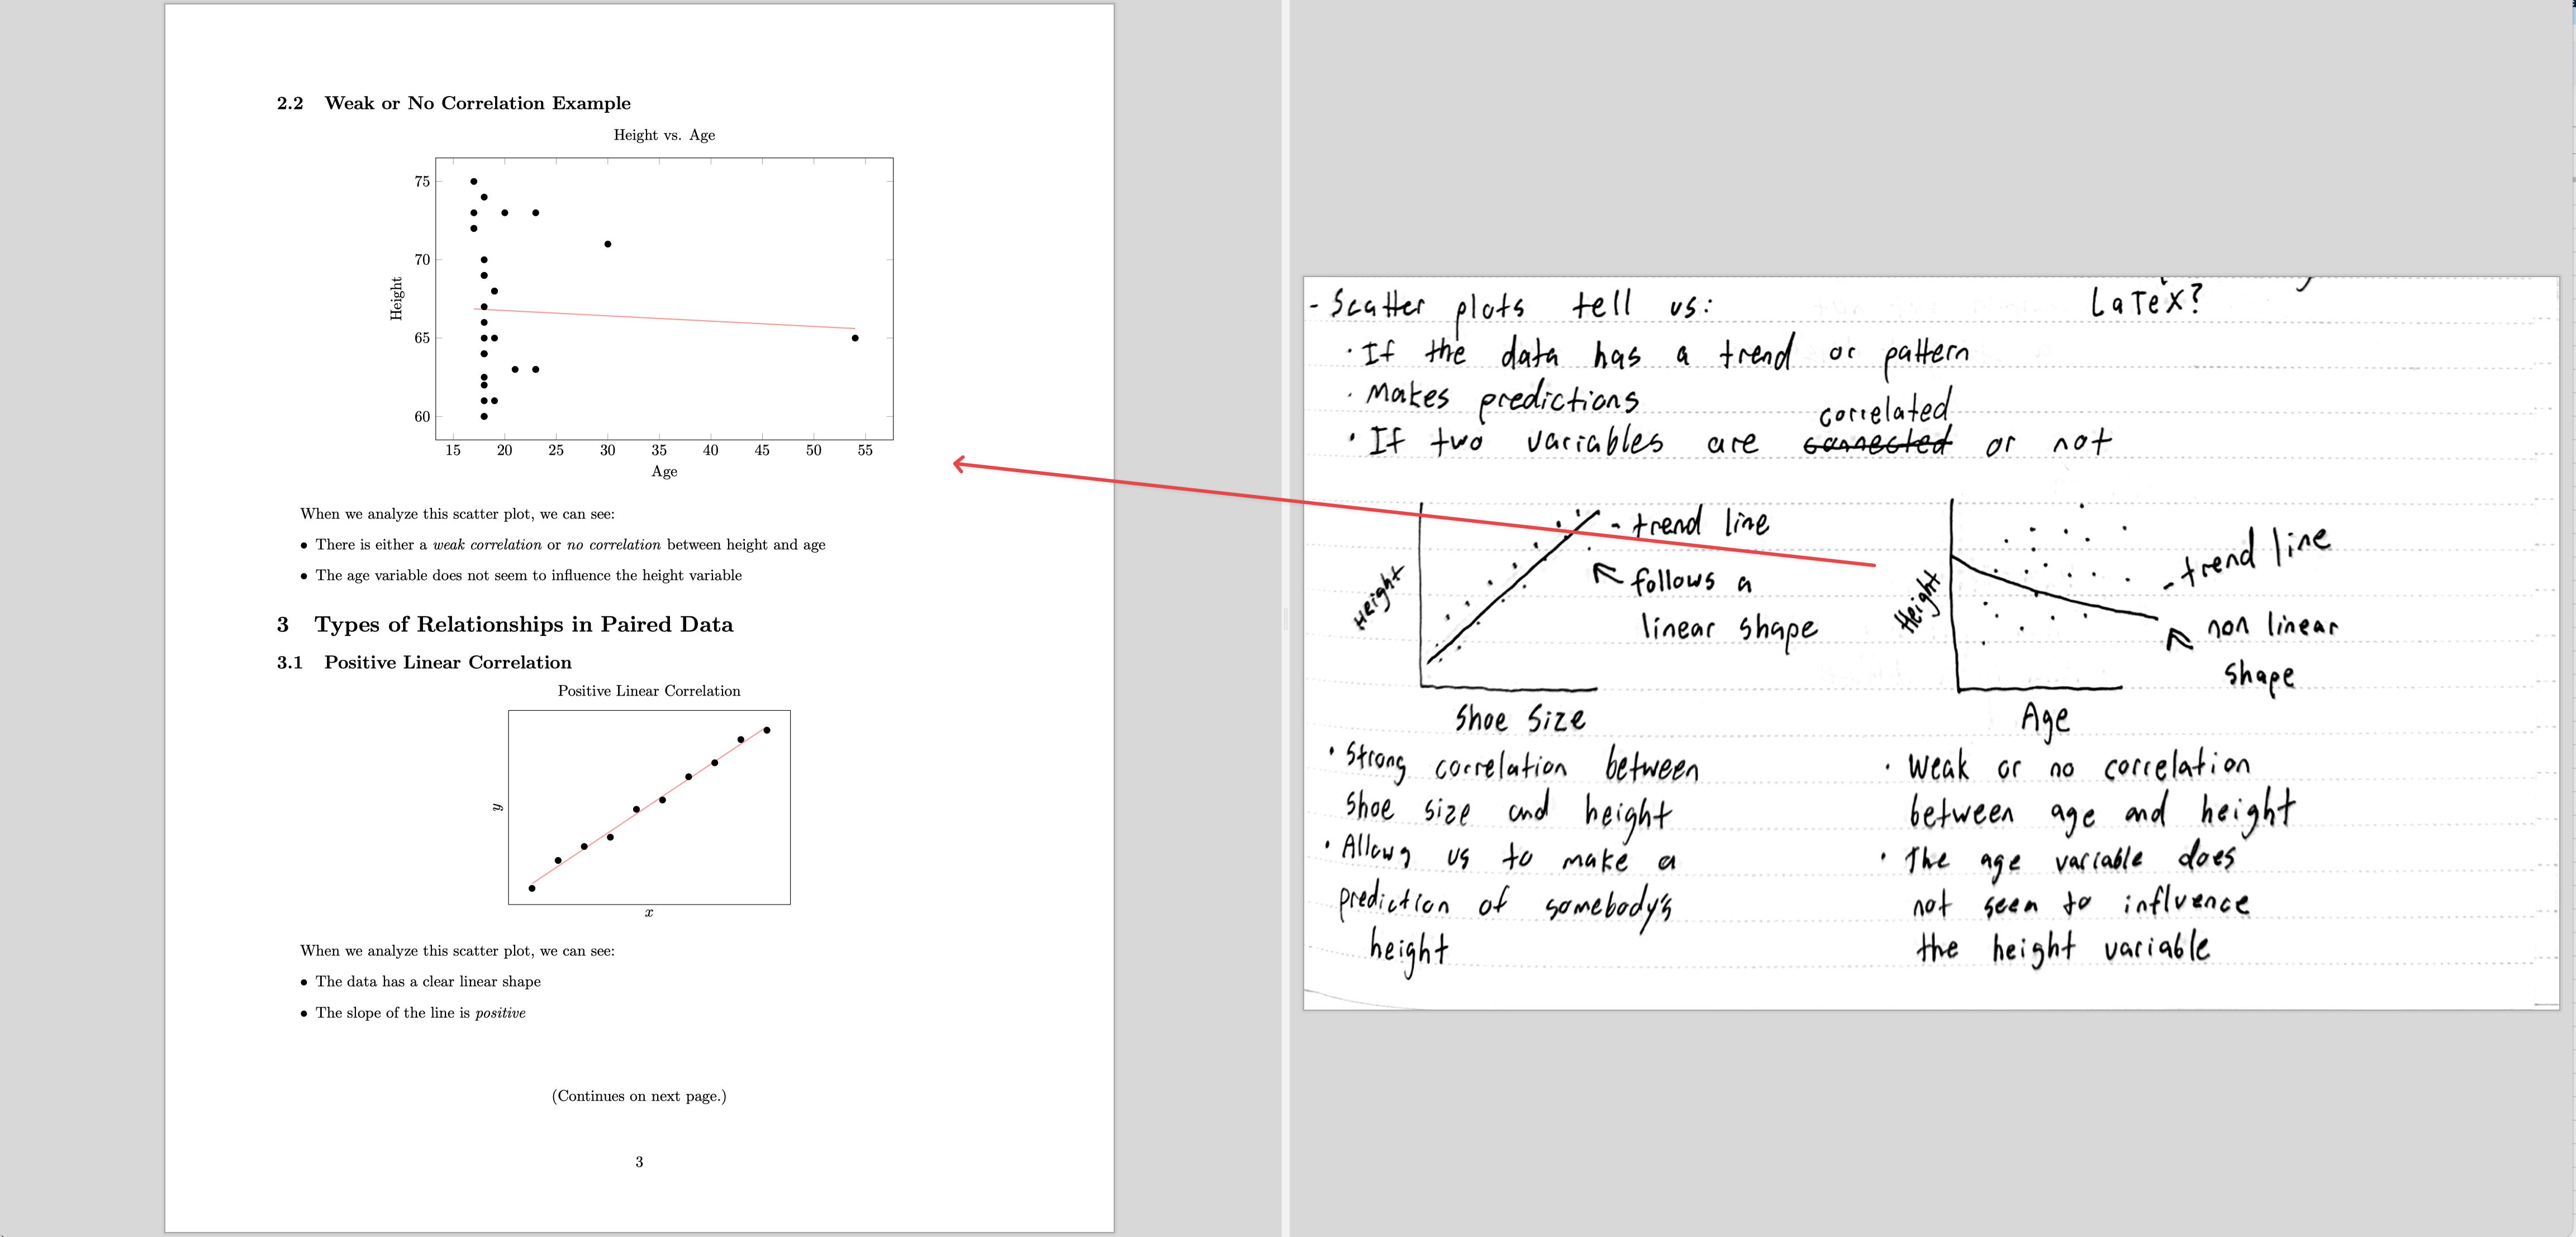 2.2 Weak or No Correlation Example
Height vs. Age
75
70
65
60
Height
15 20 25 30 35 40 45 50 55
Age
When we analyze this scatter plot, we can see:
• There is either a weak correlation or no correlation between height and age
• The age variable does not seem to influence the height variable
3 Types of Relationships in Paired Data
3.1 Positive Linear Correlation
Positive Linear Correlation
y
x
When we analyze this scatter plot, we can see:
• The data has a clear linear shape
• The slope of the line is positive
(Continues on next page.)
3
- Scatter plots tell us:
LaTeX?
· If the data has a trend or pattern
· Makes predictions
correlated
· If two variables are connected or not
Height
- trend line
follows a
linear shape
Shoe Size
Height
- trend line
non linear
shape
Age
· Strong correlation between
shoe size and height
· Allows us to make a
prediction of somebody's
height
· Weak or no correlation
between age and height
· The age variable does
not seem to influence
the height variable